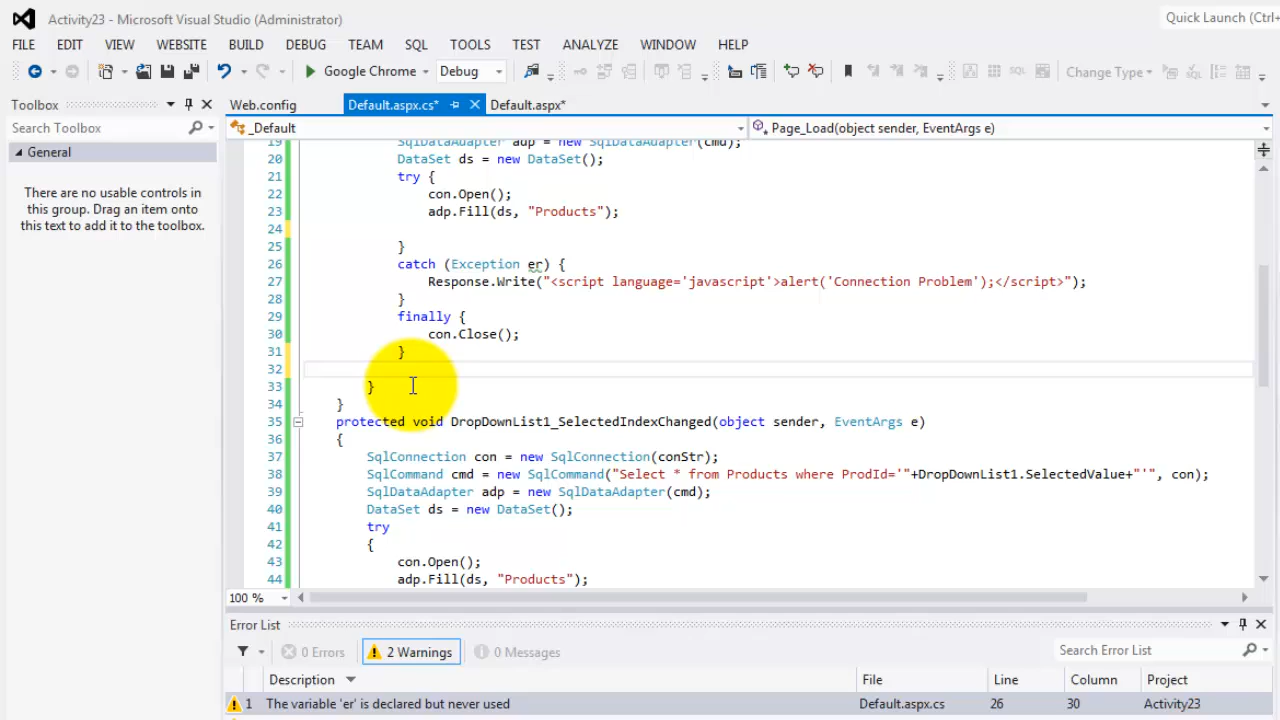 Activity23 - Microsoft Visual Studio (Administrator)
Quick Launch (Ctrl+
FILE EDIT VIEW WEBSITE BUILD DEBUG TEAM SQL TOOLS TEST ANALYZE WINDOW HELP
Google Chrome Debug Change Type
Toolbox
Web.config Default.aspx.cs* Default.aspx*
Search Toolbox
_Default Page_Load(object sender, EventArgs e)
General
There are no usable controls in
this group. Drag an item onto
this text to add it to the toolbox.
19 SqlDataAdapter adp = new SqlDataAdapter(cmd);
20 DataSet ds = new DataSet();
21 try {
22 con.Open();
23 adp.Fill(ds, "Products");
24
25 }
26 catch (Exception er) {
27 Response.Write("<script language='javascript'>alert('Connection Problem');</script>");
28 }
29 finally {
30 con.Close();
31 }
32
33 }
34 }
35 protected void DropDownList1_SelectedIndexChanged(object sender, EventArgs e)
36 {
37 SqlConnection con = new SqlConnection(conStr);
38 SqlCommand cmd = new SqlCommand("Select * from Products where ProdId='"+DropDownList1.SelectedValue+"'", con);
39 SqlDataAdapter adp = new SqlDataAdapter(cmd);
40 DataSet ds = new DataSet();
41 try
42 {
43 con.Open();
44 adp.Fill(ds, "Products");
100 %
Error List
0 Errors 2 Warnings 0 Messages
Search Error List
Description File Line Column Project
1 The variable 'er' is declared but never used Default.aspx.cs 26 30 Activity23